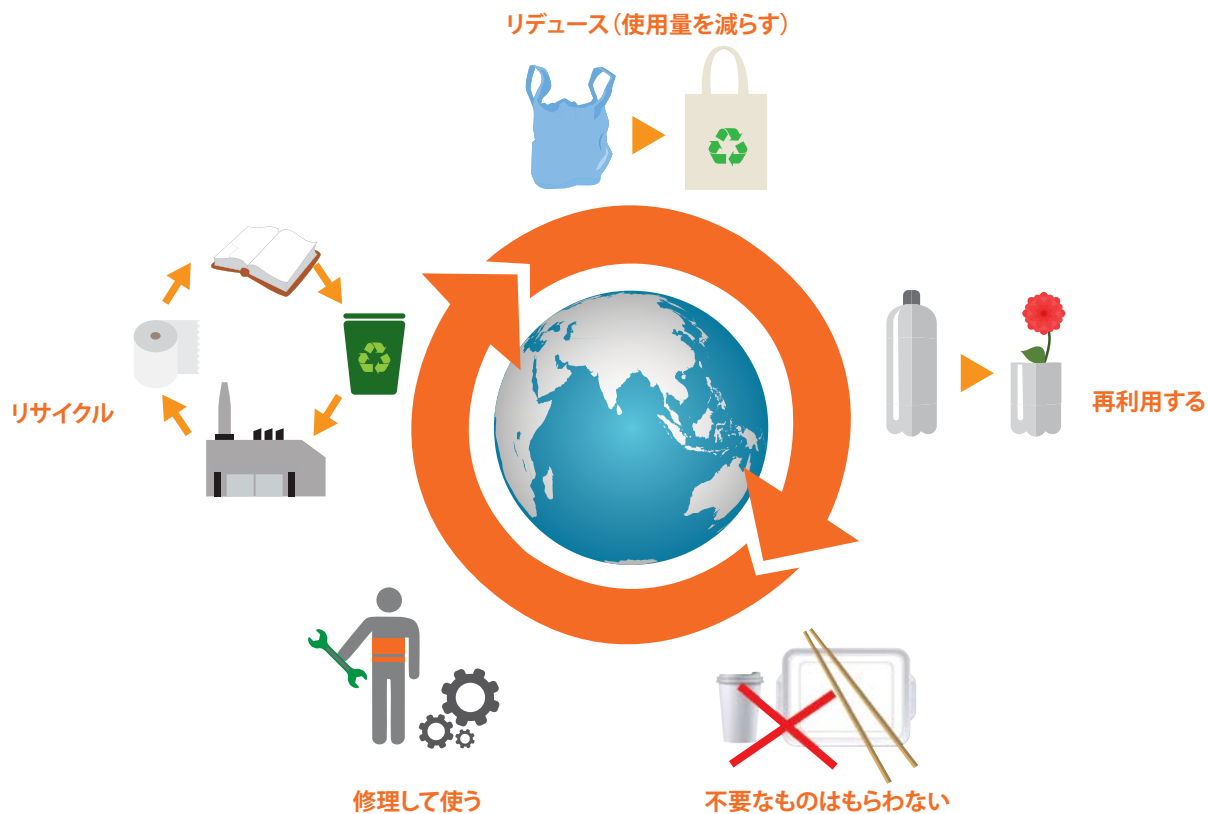 リデュース（使用量を減らす）
再利用する
リサイクル
修理して使う
不要なものはもらわない